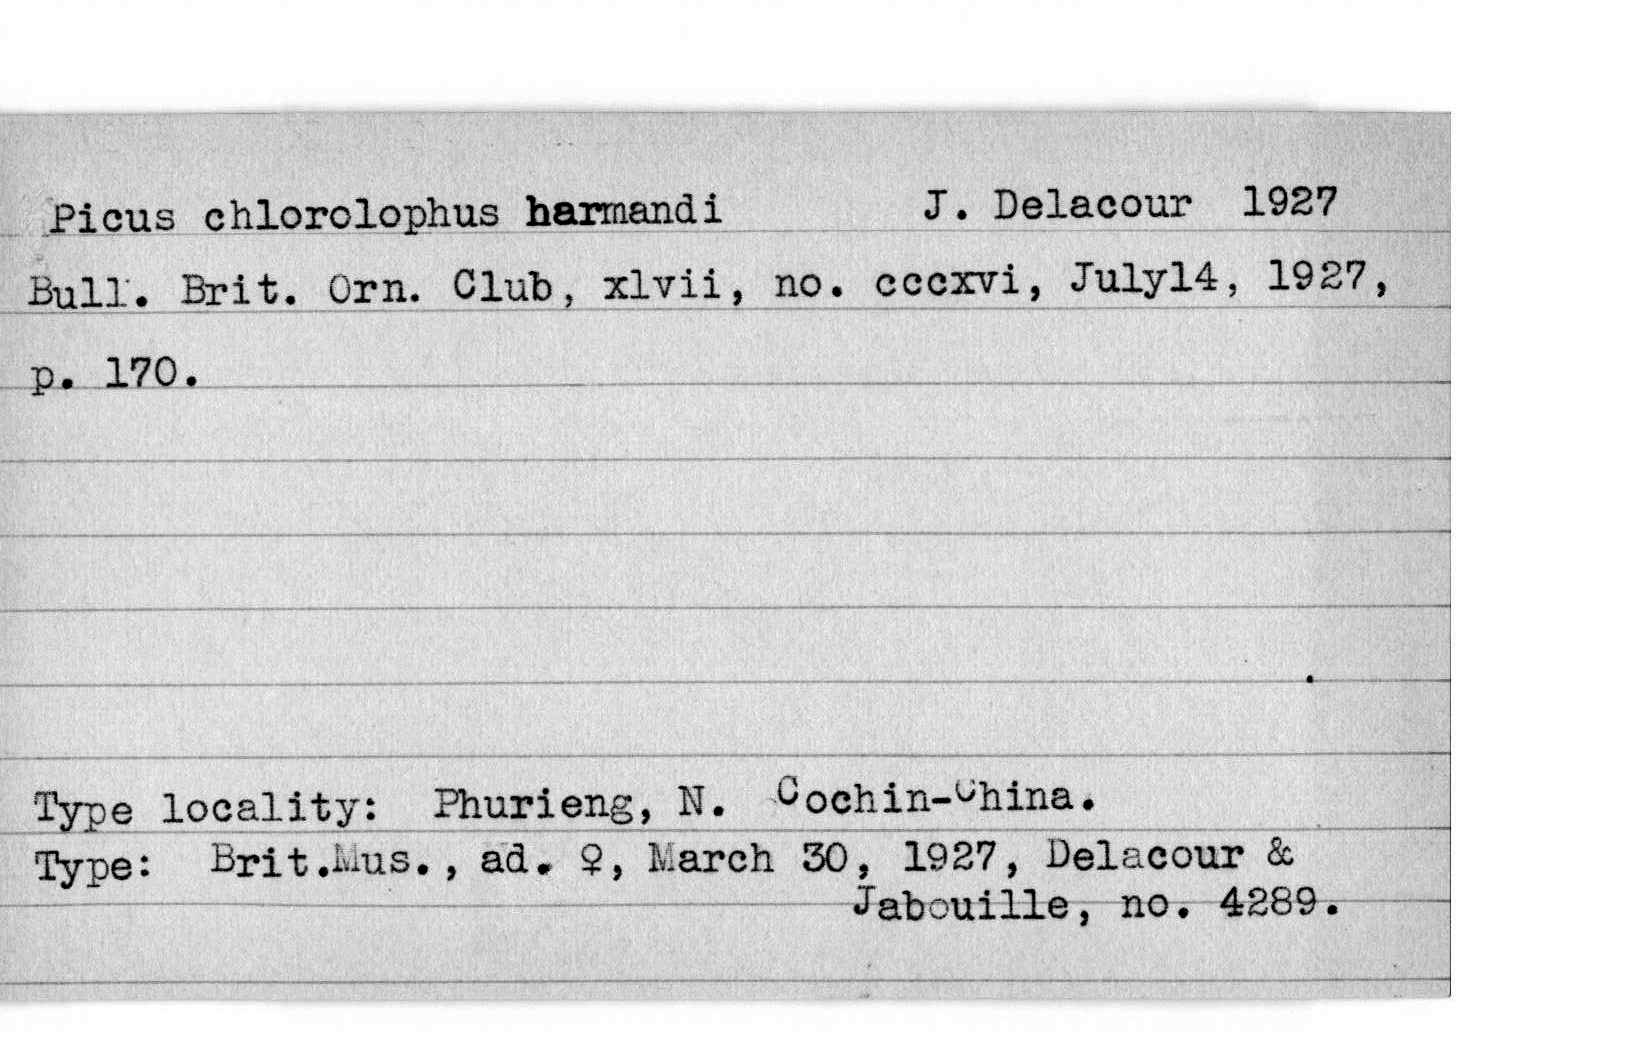 Picus chlorolophus harmandi J. Delacour 1927
Bull. Brit. Orn. Club, xlvii, no. cccxvi, July14, 1927,
p. 170.
Type locality: Phurieng, N. Cochin-China.
Type: Brit.Mus., ad. ♀, March 30, 1927, Delacour &
Jabouille, no. 4289.